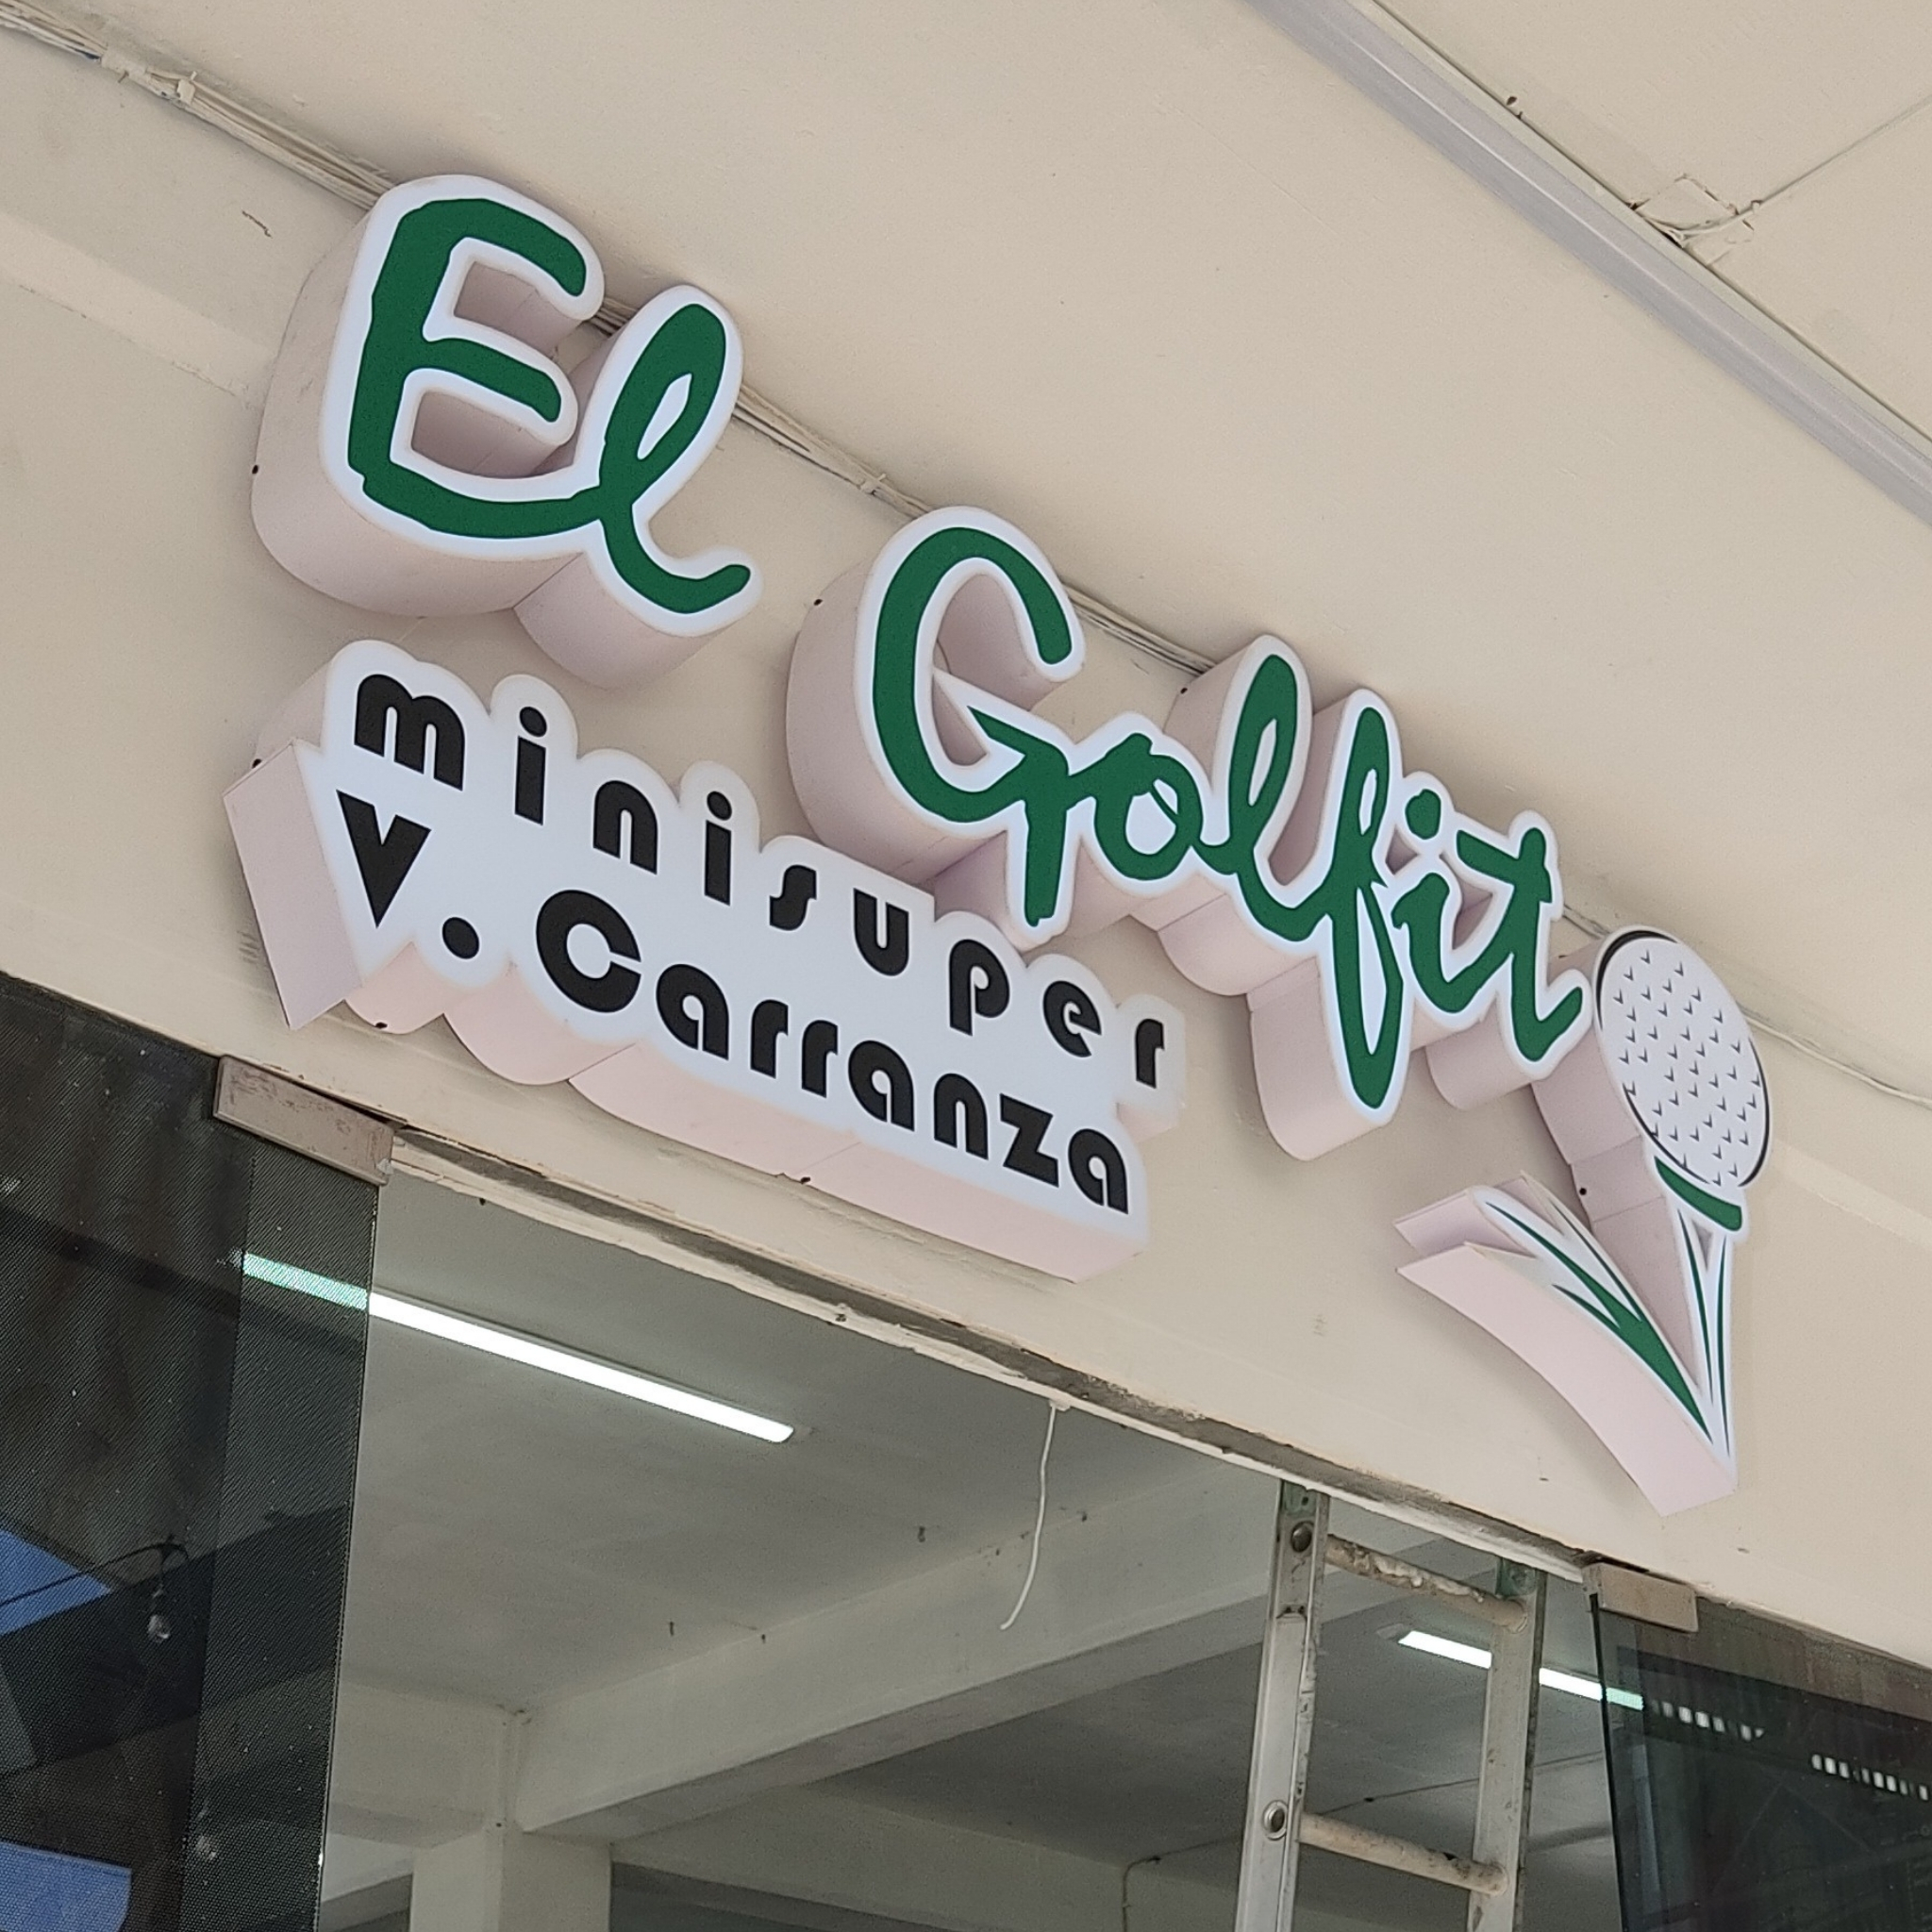 El Golfit
minisuper
V. Carranza